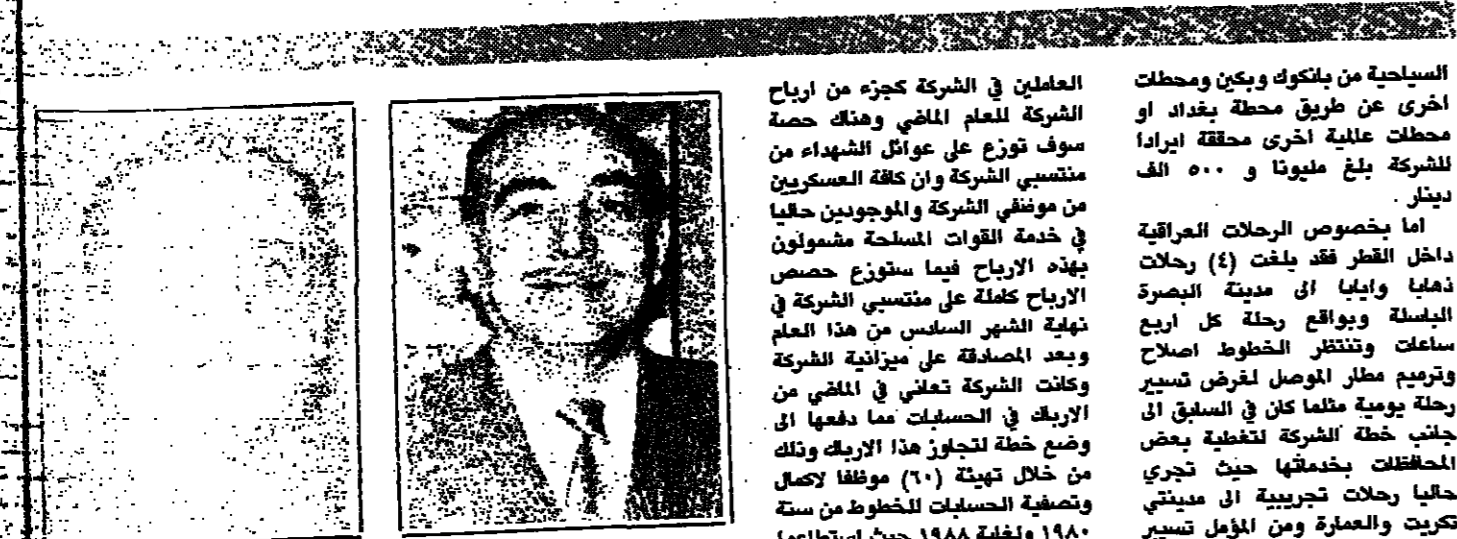 السياحية من بانكوك وبكين ومحطات
اخرى عن طريق محطة بغداد او
محطات عالمية اخرى محققة ايرادا
للشركة بلغ مليونا و ٥٠٠ الف
دينار .
اما بخصوص الرحلات العراقية
داخل القطر فقد بلغت (٤) رحلات
ذهابا وايابا الى مدينة البصرة
الباسلة وبواقع رحلة كل اربع
ساعات وتنتظر الخطوط اصلاح
وترميم مطار الموصل لغرض تسيير
رحلة يومية مثلما كان في السابق الى
جانب خطة الشركة لتغطية بعض
المحافظات بخدماتها حيث تجري
حاليا رحلات تجريبية الى مدينتي
تكريت والعمارة ومن المؤمل تسيير
العاملين في الشركة كجزء من ارباح
الشركة للعام الماضي وهناك حصة
سوف توزع على عوائل الشهداء من
منتسبي الشركة وان كافة العسكريين
من موضفي الشركة والموجودين حاليا
في خدمة القوات المسلحة مشمولون
بهذه الارباح فيما ستوزع حصص
الارباح كاملة على منتسبي الشركة في
نهاية الشهر السادس من هذا العام
وبعد المصادقة على ميزانية الشركة
وكانت الشركة تعاني في الماضي من
الارباك في الحسابات مما دفعها الى
وضع خطة لتجاوز هذا الارباك وذلك
من خلال تهيئة (٦٠) موظفا لاكمال
وتصفية الحسابات للخطوط من سنة
١٩٨٠ ولغاية ١٩٨٨ حيث